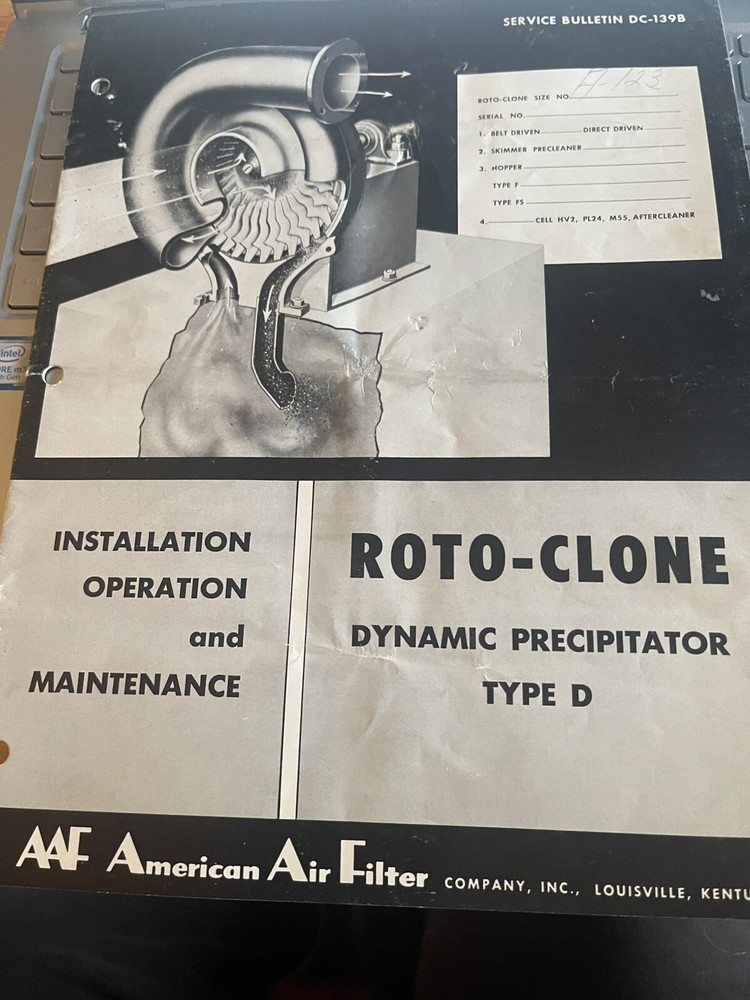 SERVICE BULLETIN DC-139B
ROTO-CLONE SIZE NO.
SERIAL NO.
1. BELT DRIVEN DIRECT DRIVEN
2. SKIMMER PRECLEANER
3. HOPPER
TYPE F
TYPE FS
4. CELL HV2, PL24, M55, AFTERCLEANER
intel
INSTALLATION
OPERATION
and
MAINTENANCE
ROTO-CLONE
DYNAMIC PRECIPITATOR
TYPE D
AAF American Air Filter COMPANY, INC., LOUISVILLE, KENTU